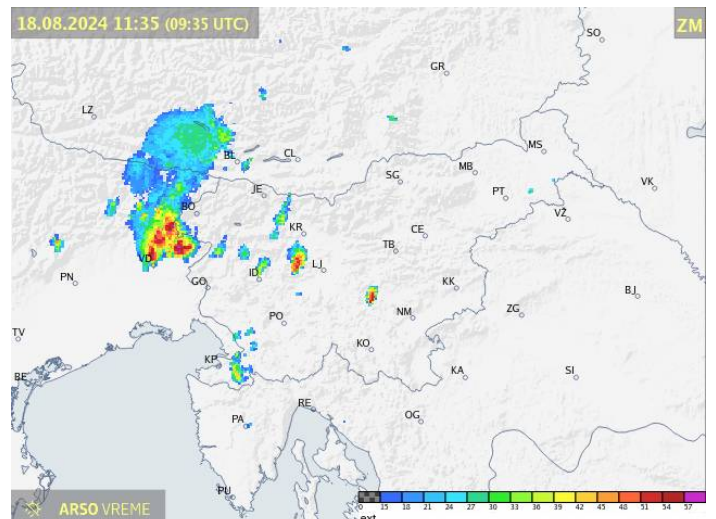 18.08.2024 11:35 (09:35 UTC)
ZM
SO
GR
LZ
BL
CL
MS
MB
SG
VK
JE
PT
BO
VŽ
KR
CE
TB
VD
LJ
ID
PN
GO
KK
BJ
NM
ZG
PO
TV
KO
KP
BE
KA
SI
RE
PA
OG
PU
ARSO VREME
0 15 18 21 24 27 30 33 36 39 42 45 48 51 54 57
ext